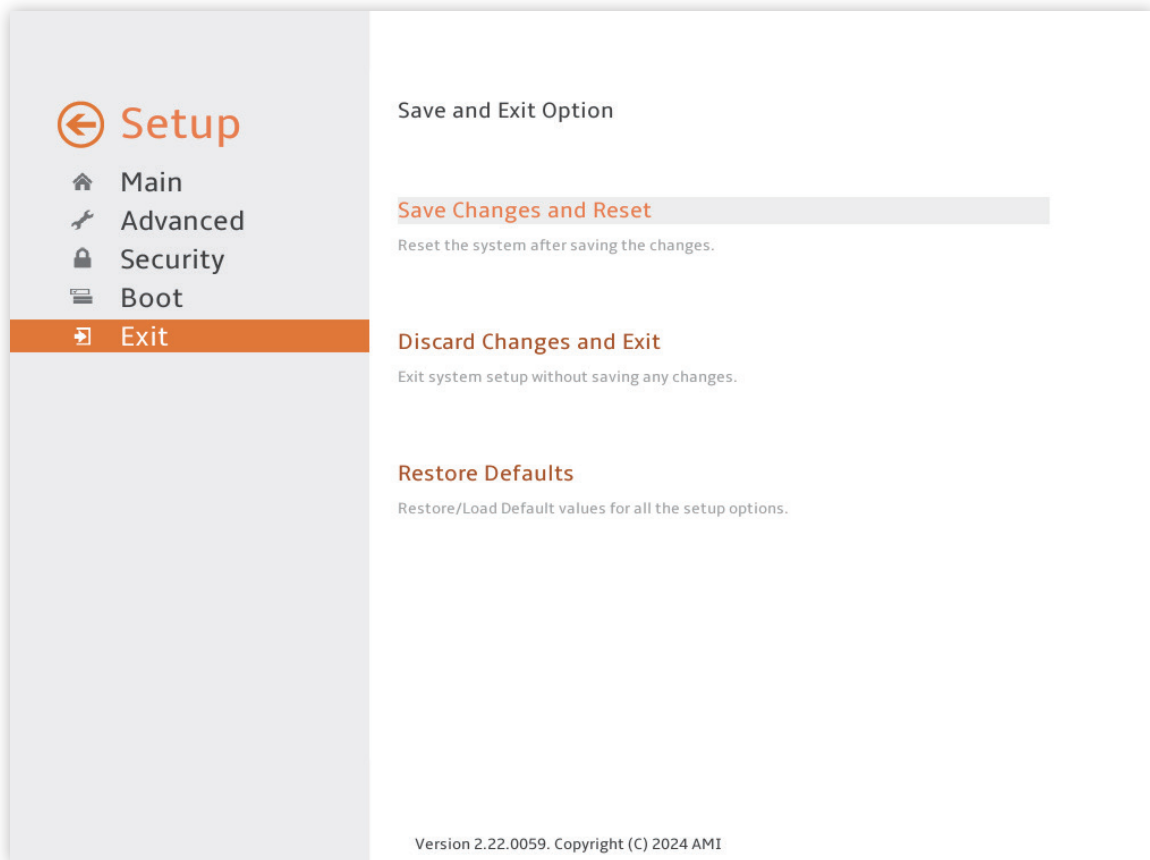 Setup
Main
Advanced
Security
Boot
Exit
Save and Exit Option
Save Changes and Reset
Reset the system after saving the changes.
Discard Changes and Exit
Exit system setup without saving any changes.
Restore Defaults
Restore/Load Default values for all the setup options.
Version 2.22.0059. Copyright (C) 2024 AMI